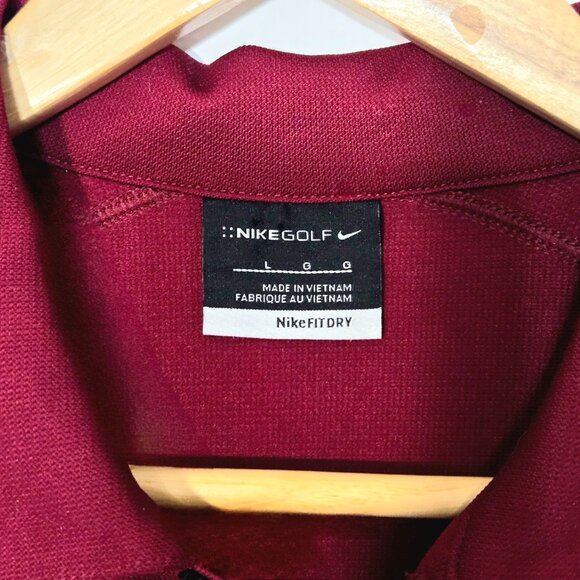 NIKEGOLF
L G G
MADE IN VIETNAM
FABRIQUE AU VIETNAM
NikeFITDRY